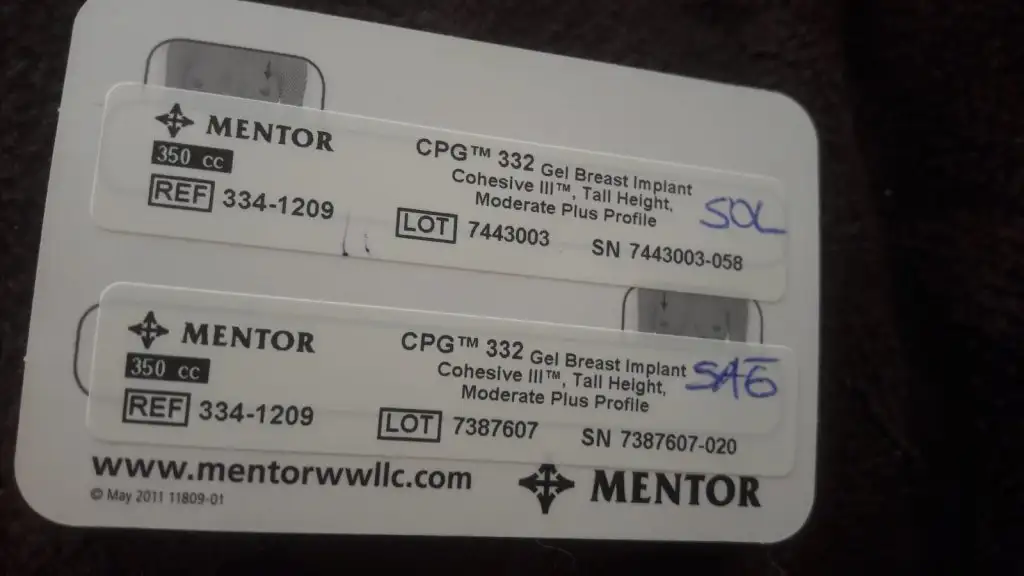 MENTOR
350 cc
REF 334-1209
CPG™ 332 Gel Breast Implant
Cohesive III™, Tall Height,
Moderate Plus Profile
LOT 7443003 SN 7443003-058
SOL
MENTOR
350 cc
REF 334-1209
CPG™ 332 Gel Breast Implant
Cohesive III™, Tall Height,
Moderate Plus Profile
LOT 7387607 SN 7387607-020
SAĞ
www.mentorwwllc.com
© May 2011 11809-01
MENTOR